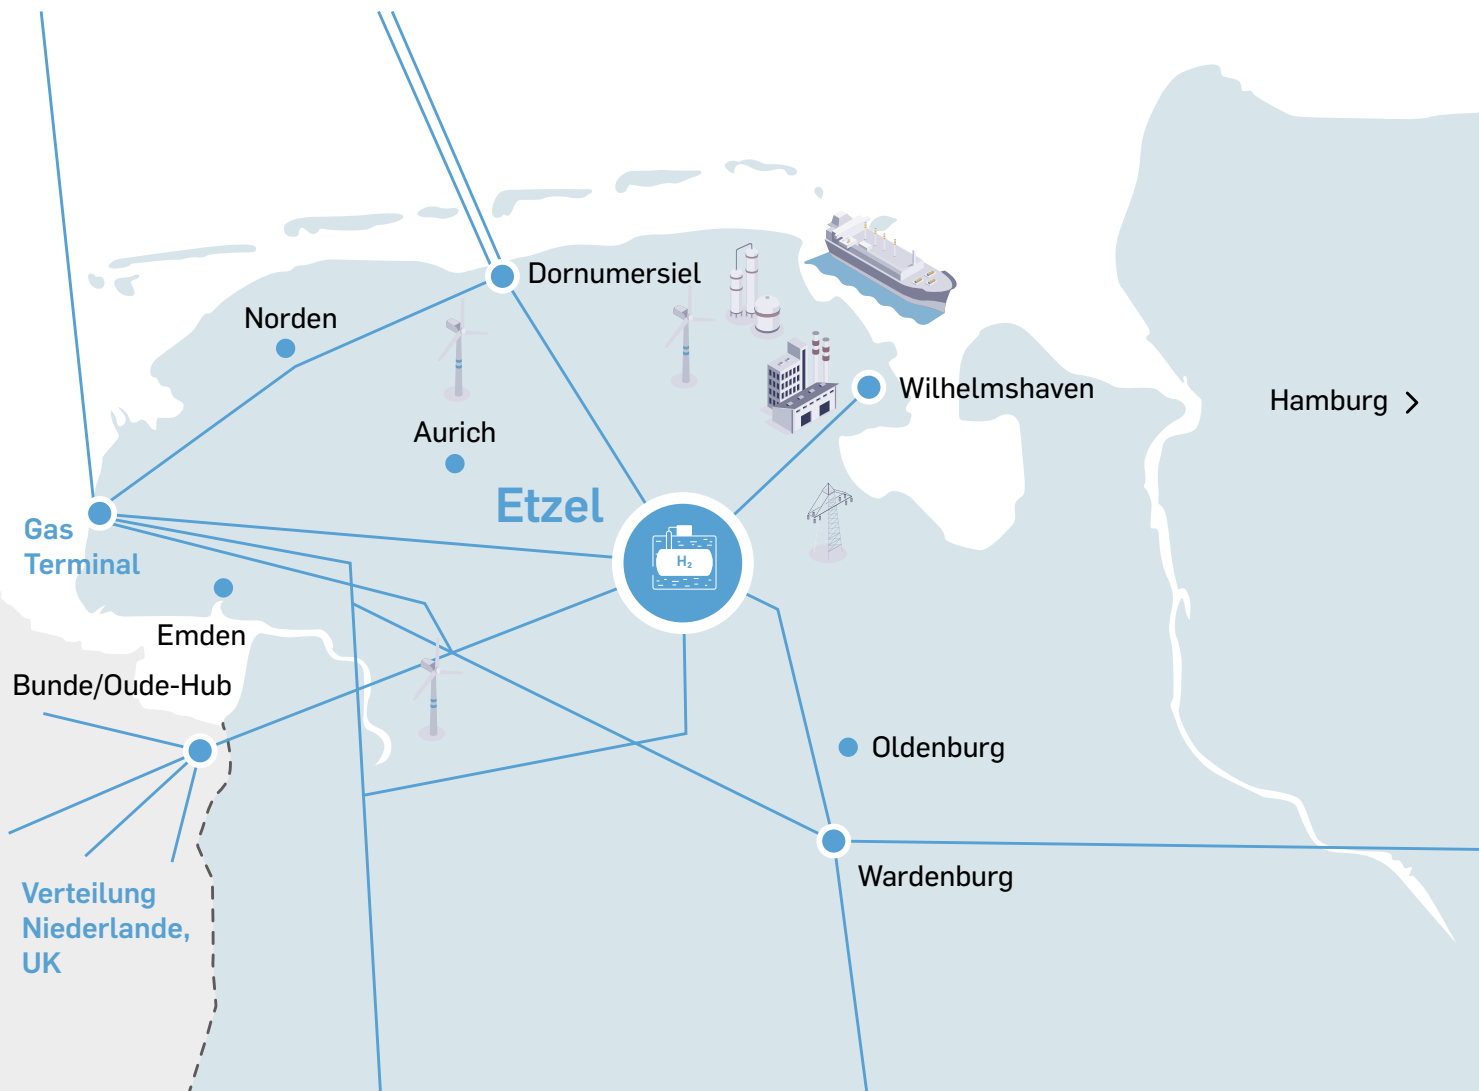 Dornumersiel
Norden
Wilhelmshaven
Hamburg
Aurich
Etzel
Gas
Terminal
H₂
Emden
Bunde/Oude-Hub
Oldenburg
Wardenburg
Verteilung
Niederlande,
UK